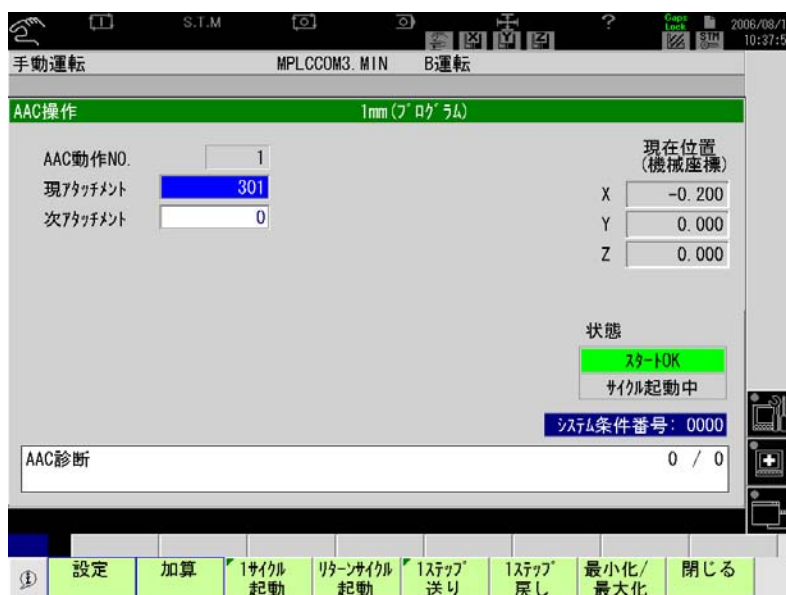 S.T.M
?
Caps Lock
2006/08/1
STM
10:37:5
手動運転 MPLCCOM3.MIN B運転
AAC操作 1mm(プログラム)
AAC動作NO. 1
現アタッチメント 301
次アタッチメント 0
現在位置
(機械座標)
X -0.200
Y 0.000
Z 0.000
状態
スタートOK
サイクル起動中
システム条件番号: 0000
AAC診断 0 / 0
設定
加算
1サイクル
起動
リターンサイクル
起動
1ステップ
送り
1ステップ
戻し
最小化/
最大化
閉じる